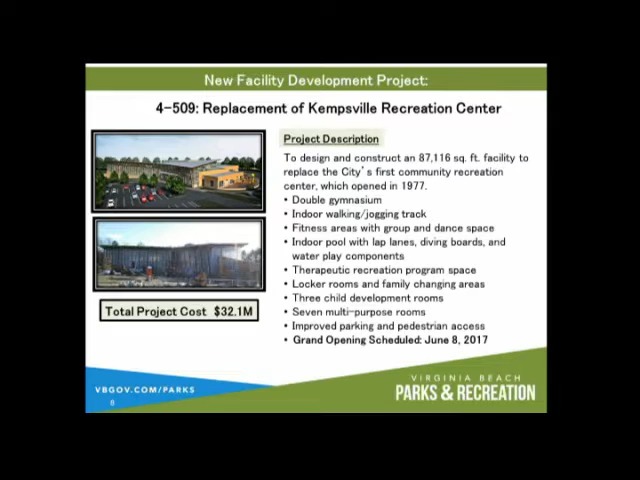 New Facility Development Project:
4-509: Replacement of Kempsville Recreation Center
Project Description
To design and construct an 87,116 sq. ft. facility to
replace the City's first community recreation
center, which opened in 1977.
• Double gymnasium
• Indoor walking/jogging track
• Fitness areas with group and dance space
• Indoor pool with lap lanes, diving boards, and
water play components
• Therapeutic recreation program space
• Locker rooms and family changing areas
• Three child development rooms
• Seven multi-purpose rooms
• Improved parking and pedestrian access
• Grand Opening Scheduled: June 8, 2017
Total Project Cost $32.1M
VBGOV.COM/PARKS
VIRGINIA BEACH
PARKS & RECREATION